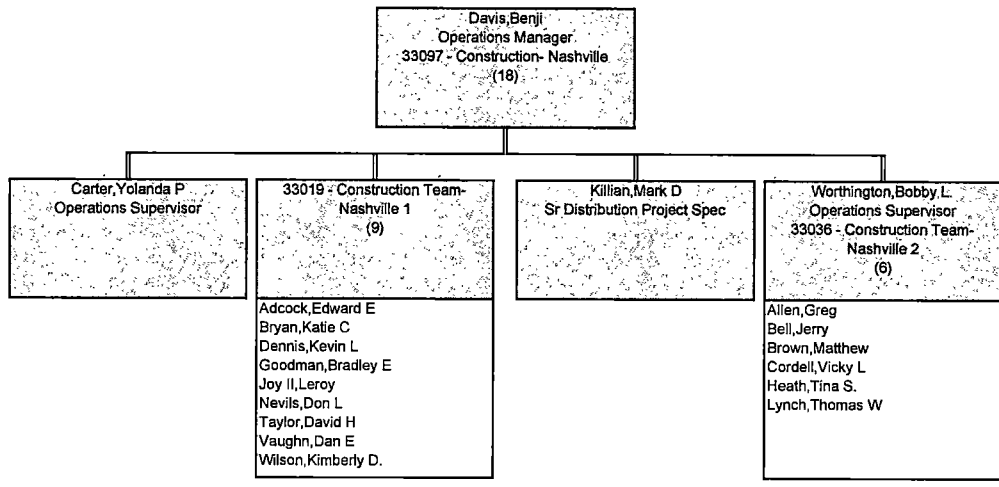 Davis,Benji
Operations Manager
33097 - Construction- Nashville
(18)
Carter,Yolanda P
Operations Supervisor
33019 - Construction Team-
Nashville 1
(9)
Adcock,Edward E
Bryan,Katie C
Dennis,Kevin L
Goodman,Bradley E
Joy II,Leroy
Nevils,Don L
Taylor,David H
Vaughn,Dan E
Wilson,Kimberly D.
Killian,Mark D
Sr Distribution Project Spec
Worthington,Bobby L.
Operations Supervisor
33036 - Construction Team-
Nashville 2
(6)
Allen,Greg
Bell,Jerry
Brown,Matthew
Cordell,Vicky L
Heath,Tina S.
Lynch,Thomas W